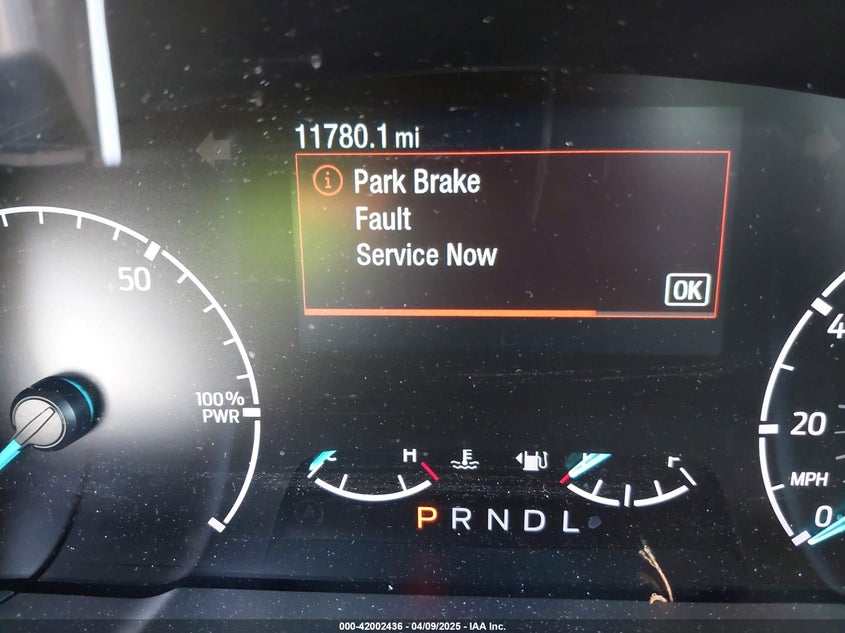 11780.1 mi
Park Brake
Fault
Service Now
OK
50
100%
PWR
H
20
MPH
0
P R N D L
000-42002436 - 04/09/2025 - IAA Inc.